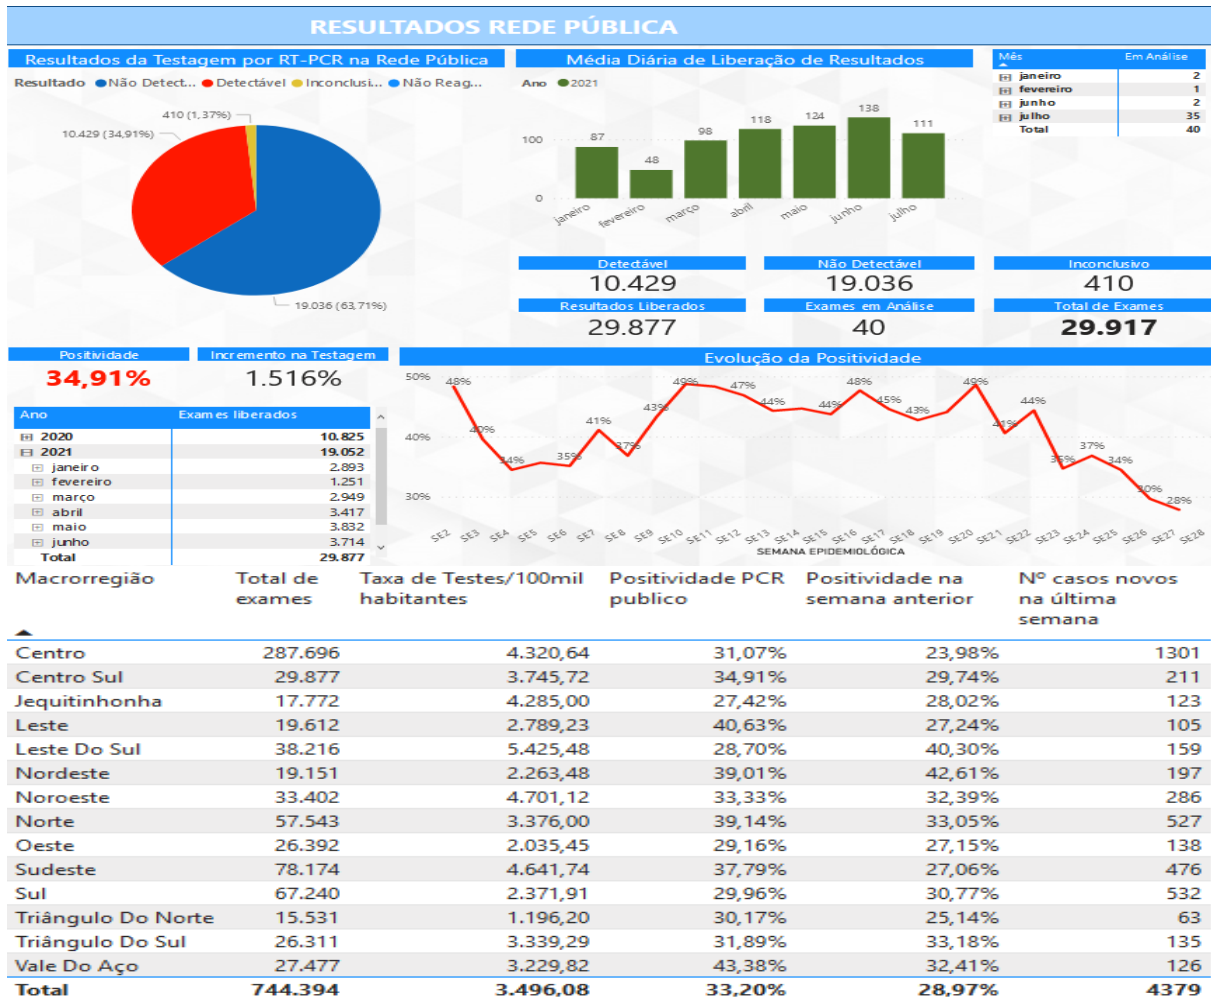 RESULTADOS REDE PÚBLICA
Resultados da Testagem por RT-PCR na Rede Pública
Resultado Não Detect... Detectável Inconclusi... Não Reag...
410 (1,37%)
10.429 (34,91%)
19.036 (63,71%)
Média Diária de Liberação de Resultados
Ano 2021
100
0
87
48
98
118
124
138
111
janeiro
fevereiro
março
abril
maio
junho
julho
Mês Em Análise
janeiro 2
fevereiro 1
junho 2
julho 35
Total 40
Detectável
10.429
Não Detectável
19.036
Inconclusivo
410
Resultados Liberados
29.877
Exames em Análise
40
Total de Exames
29.917
Positividade
34,91%
Incremento na Testagem
1.516%
Ano Exames liberados
2020 10.825
2021 19.052
janeiro 2.893
fevereiro 1.251
março 2.949
abril 3.417
maio 3.832
junho 3.714
Total 29.877
Evolução da Positividade
50%
40%
30%
48%
40%
34%
35%
41%
37%
43%
49%
47%
44%
44%
48%
45%
43%
49%
41%
44%
35%
37%
34%
30%
28%
SE2 SE3 SE4 SE5 SE6 SE7 SE8 SE9 SE10 SE11 SE12 SE13 SE14 SE15 SE16 SE17 SE18 SE19 SE20 SE21 SE22 SE23 SE24 SE25 SE26 SE27 SE28
SEMANA EPIDEMIOLÓGICA
Macrorregião Total de exames Taxa de Testes/100mil habitantes Positividade PCR publico Positividade na semana anterior Nº casos novos na última semana
Centro 287.696 4.320,64 31,07% 23,98% 1301
Centro Sul 29.877 3.745,72 34,91% 29,74% 211
Jequitinhonha 17.772 4.285,00 27,42% 28,02% 123
Leste 19.612 2.789,23 40,63% 27,24% 105
Leste Do Sul 38.216 5.425,48 28,70% 40,30% 159
Nordeste 19.151 2.263,48 39,01% 42,61% 197
Noroeste 33.402 4.701,12 33,33% 32,39% 286
Norte 57.543 3.376,00 39,14% 33,05% 527
Oeste 26.392 2.035,45 29,16% 27,15% 138
Sudeste 78.174 4.641,74 37,79% 27,06% 476
Sul 67.240 2.371,91 29,96% 30,77% 532
Triângulo Do Norte 15.531 1.196,20 30,17% 25,14% 63
Triângulo Do Sul 26.311 3.339,29 31,89% 33,18% 135
Vale Do Aço 27.477 3.229,82 43,38% 32,41% 126
Total 744.394 3.496,08 33,20% 28,97% 4379